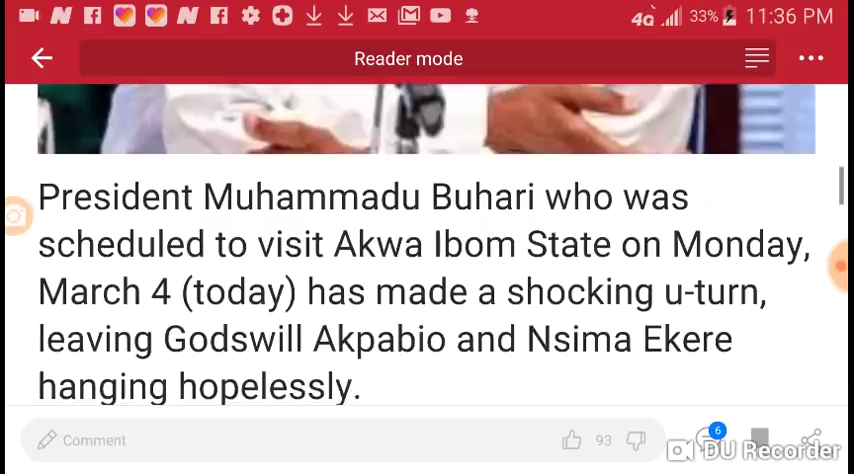 4G 33% 11:36 PM
Reader mode
President Muhammadu Buhari who was
scheduled to visit Akwa Ibom State on Monday,
March 4 (today) has made a shocking u-turn,
leaving Godswill Akpabio and Nsima Ekere
hanging hopelessly.
Comment 93 6
DU Recorder